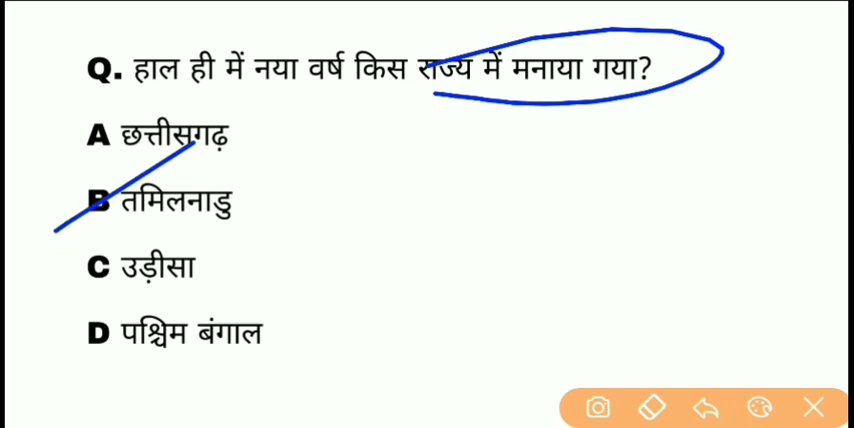 Q. हाल ही में नया वर्ष किस राज्य में मनाया गया?
A छत्तीसगढ़
B तमिलनाडु
C उड़ीसा
D पश्चिम बंगाल